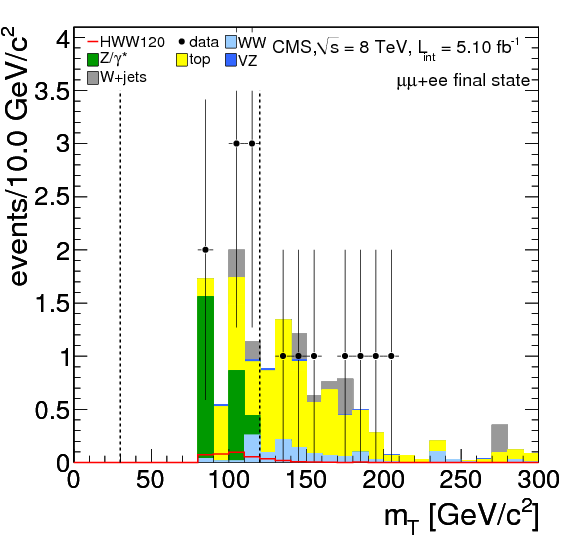 HWW120 data WW CMS,√s = 8 TeV, L_int = 5.10 fb⁻¹
Z/γ* top VZ
W+jets μμ+ee final state
events/10.0 GeV/c²
4
3.5
3
2.5
2
1.5
1
0.5
0
0 50 100 150 200 250 300
m_T [GeV/c²]